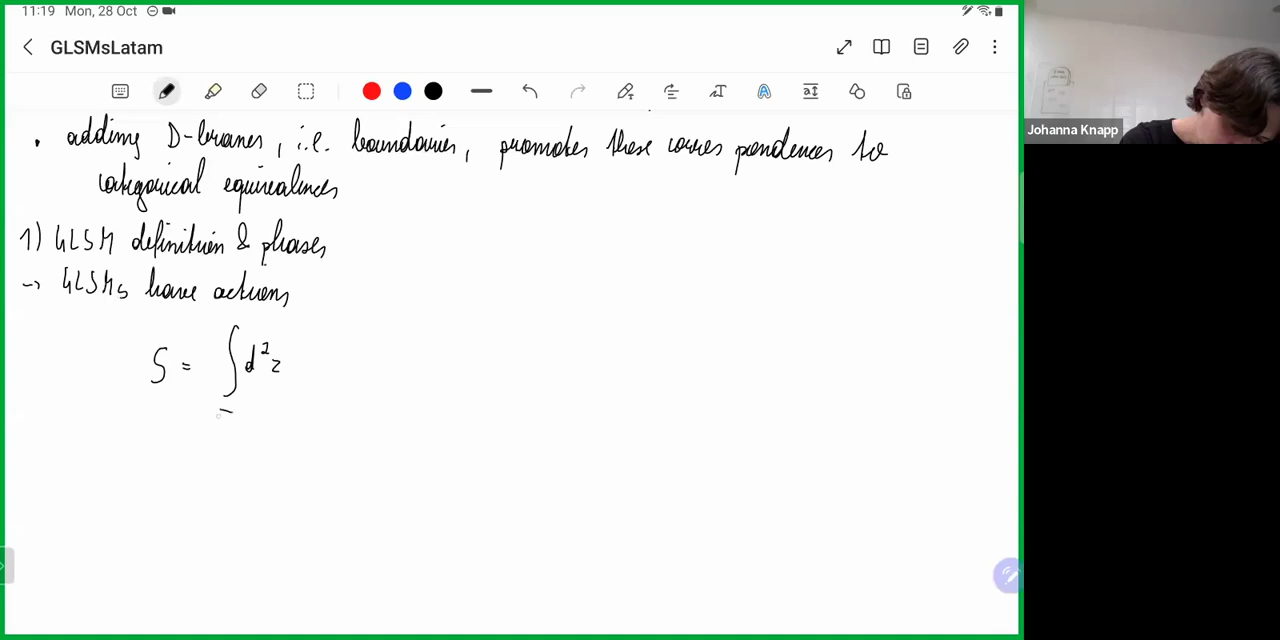 11:19 Mon, 28 Oct
GLSMsLatam
Johanna Knapp
• adding D-branes, i.e. boundaries, promotes these correspondences to
categorical equivalences
1) GLSM definition & phases
→ GLSMs have actions
S = ∫ d²z